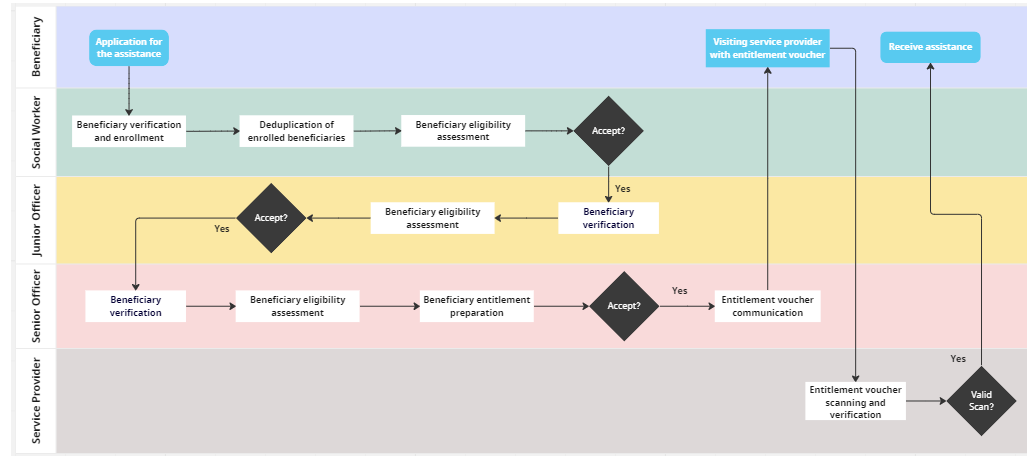 Beneficiary
Application for
the assistance
Visiting service provider
with entitlement voucher
Receive assistance
Social Worker
Beneficiary verification
and enrollment
Deduplication of
enrolled beneficiaries
Beneficiary eligibility
assessment
Accept?
Yes
Junior Officer
Accept?
Yes
Beneficiary eligibility
assessment
Beneficiary
verification
Senior Officer
Beneficiary
verification
Beneficiary eligibility
assessment
Beneficiary entitlement
preparation
Accept?
Yes
Entitlement voucher
communication
Service Provider
Entitlement voucher
scanning and
verification
Yes
Valid
Scan?